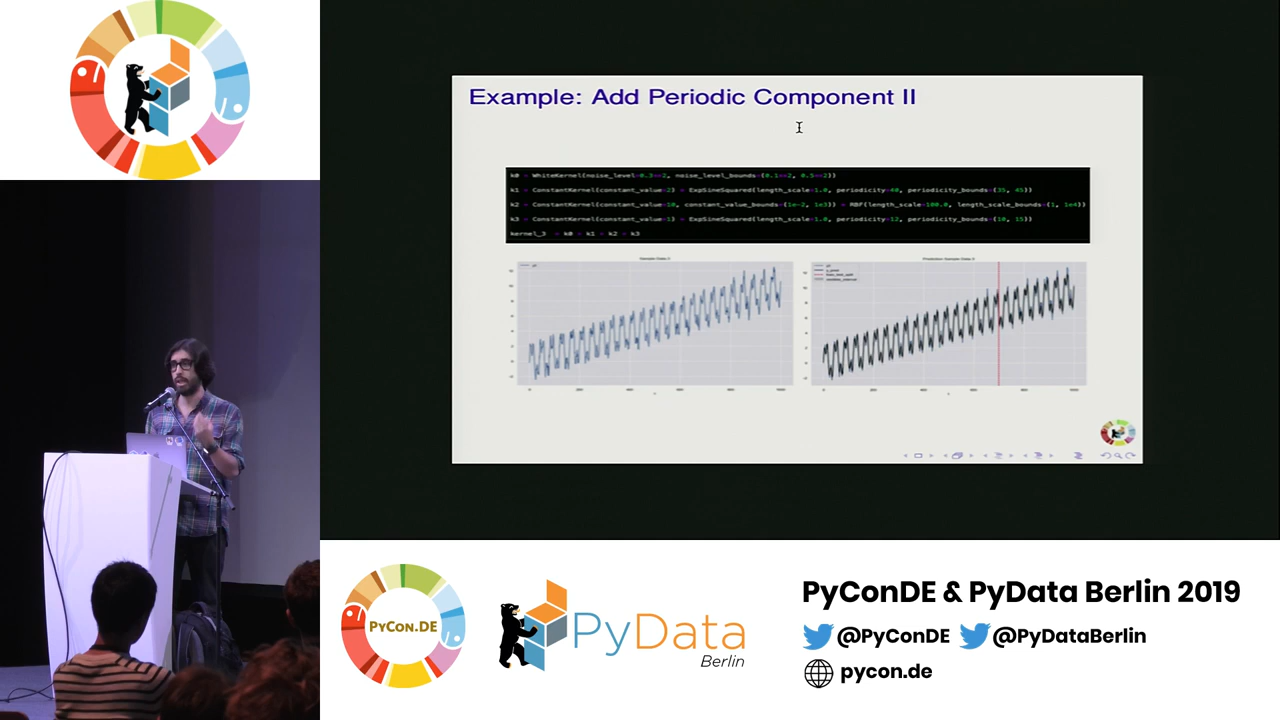 Example: Add Periodic Component II
k0 = WhiteKernel(noise_level=0.3**2, noise_level_bounds=(0.1**2, 0.5**2))
k1 = ConstantKernel(constant_value=2) * ExpSineSquared(length_scale=1.0, periodicity=40, periodicity_bounds=(35, 45))
k2 = ConstantKernel(constant_value=10, constant_value_bounds=(1e-2, 1e3)) * RBF(length_scale=100.0, length_scale_bounds=(1, 1e4))
k3 = ConstantKernel(constant_value=1) * ExpSineSquared(length_scale=1.0, periodicity=12, periodicity_bounds=(10, 15))
kernel_3 = k0 + k1 + k2 + k3
PYCON.DE
PyData
Berlin
PyConDE & PyData Berlin 2019
@PyConDE @PyDataBerlin
pycon.de